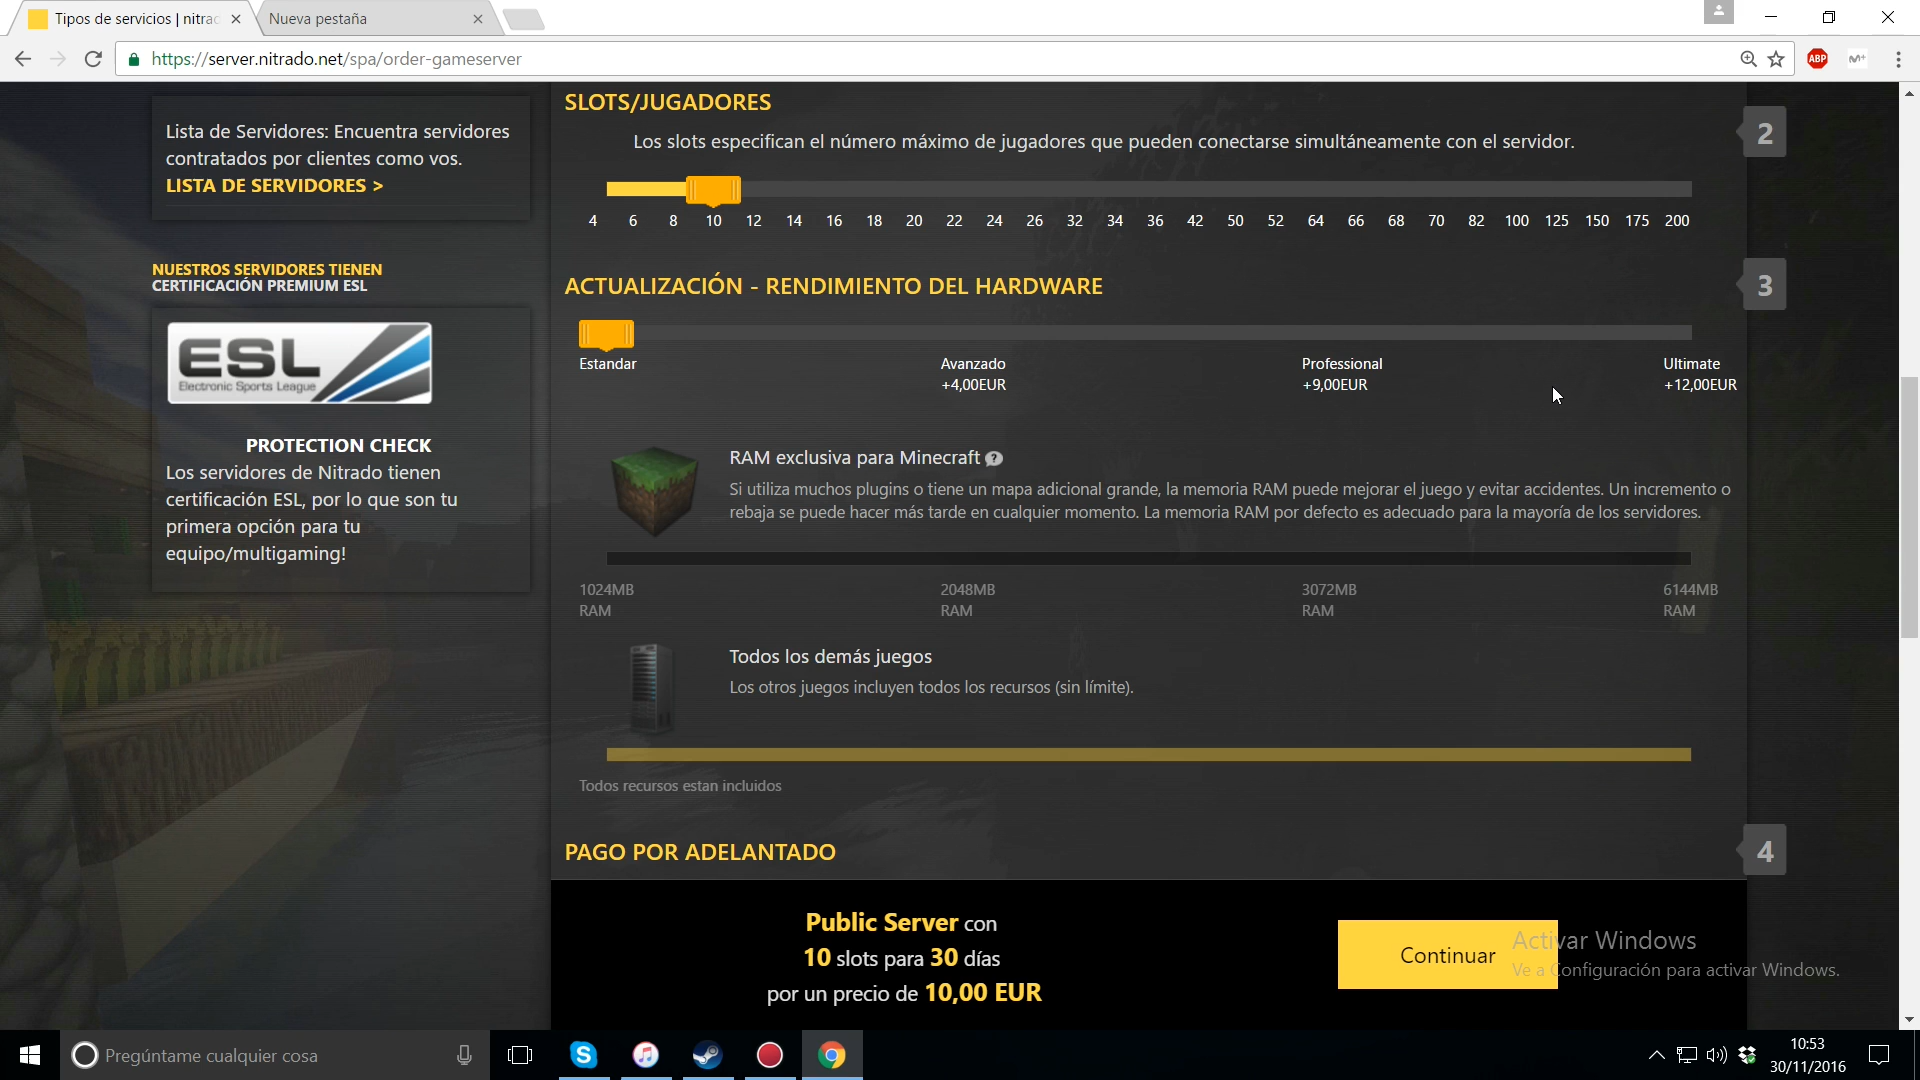 Tipos de servicios | nitrad
Nueva pestaña
https://server.nitrado.net/spa/order-gameserver
ABP
Lista de Servidores: Encuentra servidores
contratados por clientes como vos.
LISTA DE SERVIDORES >
NUESTROS SERVIDORES TIENEN
CERTIFICACIÓN PREMIUM ESL
ESL
Electronic Sports League
PROTECTION CHECK
Los servidores de Nitrado tienen
certificación ESL, por lo que son tu
primera opción para tu
equipo/multigaming!
SLOTS/JUGADORES
2
Los slots especifican el número máximo de jugadores que pueden conectarse simultáneamente con el servidor.
4 6 8 10 12 14 16 18 20 22 24 26 32 34 36 42 50 52 64 66 68 70 82 100 125 150 175 200
ACTUALIZACIÓN - RENDIMIENTO DEL HARDWARE
3
Estandar Avanzado Professional Ultimate
+4,00EUR +9,00EUR +12,00EUR
RAM exclusiva para Minecraft ?
Si utiliza muchos plugins o tiene un mapa adicional grande, la memoria RAM puede mejorar el juego y evitar accidentes. Un incremento o
rebaja se puede hacer más tarde en cualquier momento. La memoria RAM por defecto es adecuado para la mayoría de los servidores.
1024MB 2048MB 3072MB 6144MB
RAM RAM RAM RAM
Todos los demás juegos
Los otros juegos incluyen todos los recursos (sin límite).
Todos recursos estan incluidos
PAGO POR ADELANTADO
4
Public Server con
10 slots para 30 días
por un precio de 10,00 EUR
Continuar
Activar Windows
Ve a Configuración para activar Windows.
Pregúntame cualquier cosa
10:53
30/11/2016